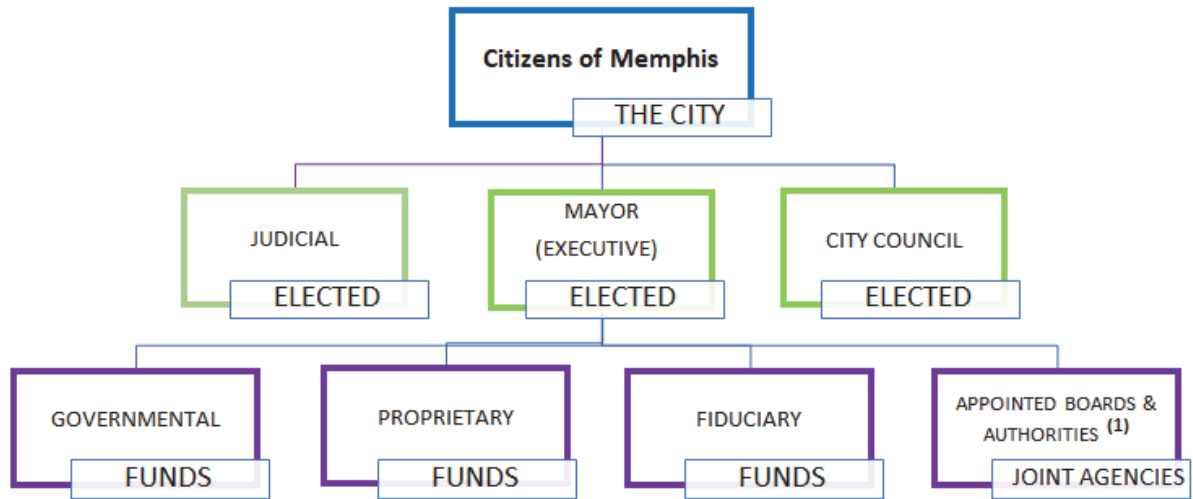 Citizens of Memphis
THE CITY
JUDICIAL
ELECTED
MAYOR
(EXECUTIVE)
ELECTED
CITY COUNCIL
ELECTED
GOVERNMENTAL
FUNDS
PROPRIETARY
FUNDS
FIDUCIARY
FUNDS
APPOINTED BOARDS &
AUTHORITIES (1)
JOINT AGENCIES